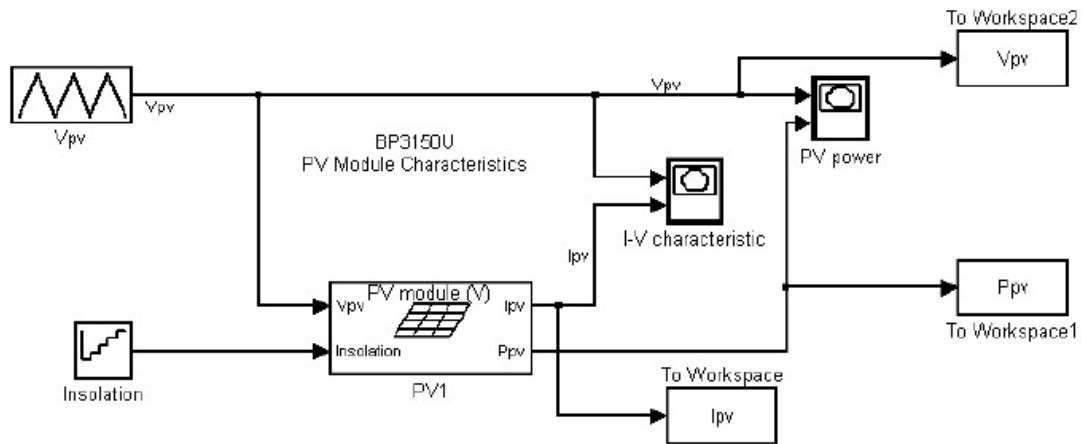 To Workspace2
Vpv
Vpv
Vpv
Vpv
BP3150U
PV Module Characteristics
PV power
I-V characteristic
Ipv
PV module (V)
Vpv
Ipv
Insolation
Ppv
PV1
Insolation
Ppv
To Workspace1
To Workspace
Ipv